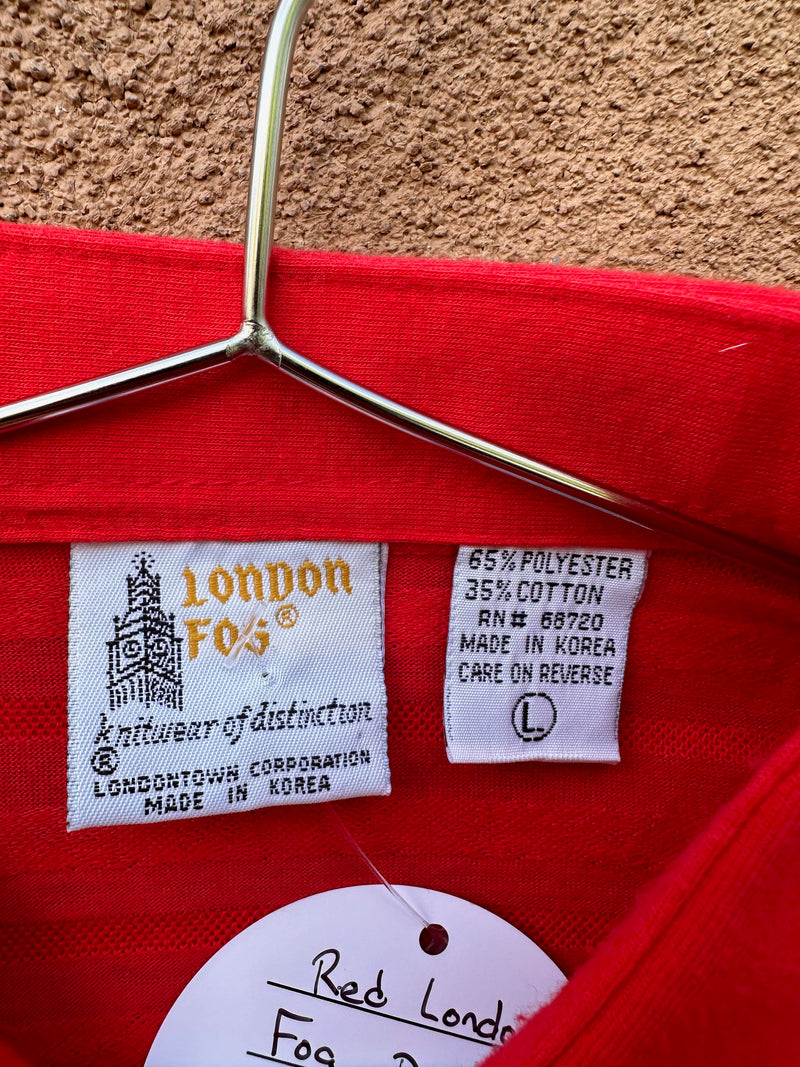 LONDON
FOG®
knitwear of distinction
®
LONDONTOWN CORPORATION
MADE IN KOREA
65% POLYESTER
35% COTTON
RN# 68720
MADE IN KOREA
CARE ON REVERSE
L
Red
Fog